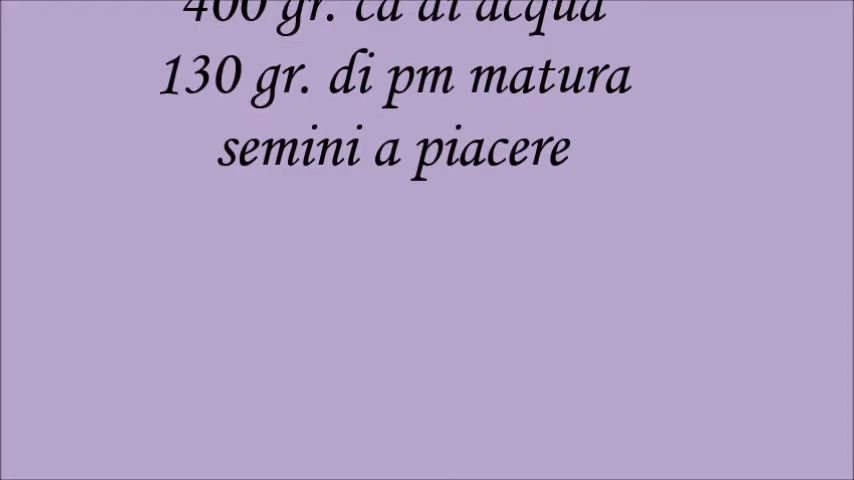 400 gr. ca di acqua
130 gr. di pm matura
semini a piacere